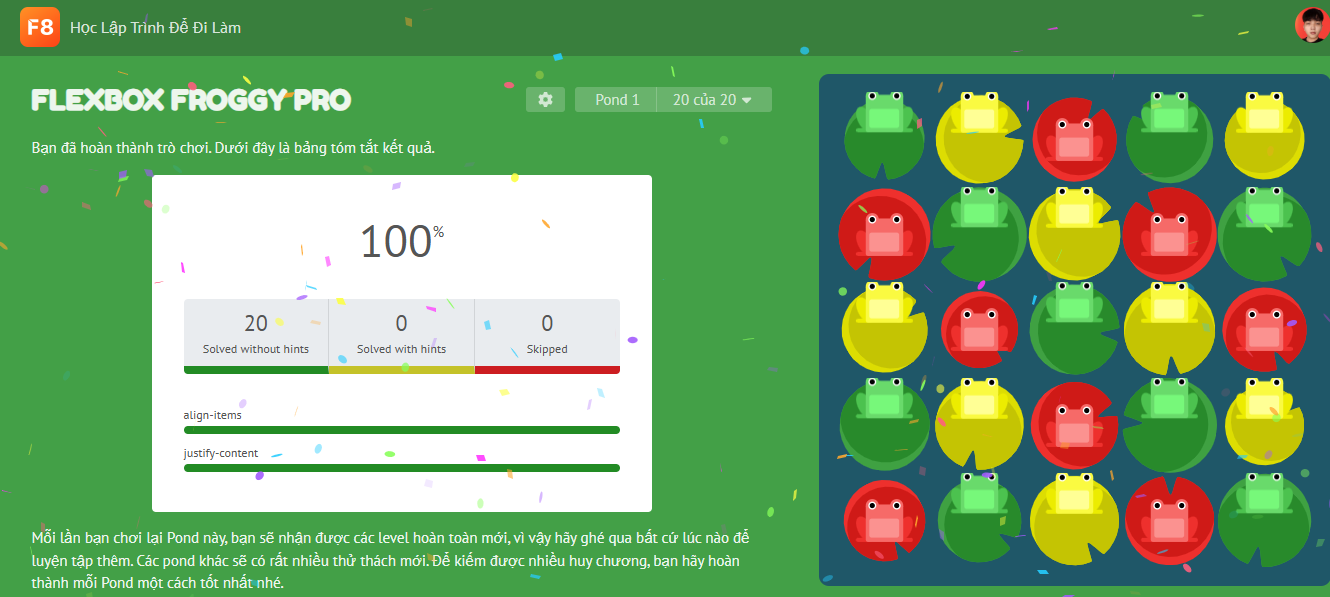 F8 Học Lập Trình Để Đi Làm
FLEXBOX FROGGY PRO
Pond 1 20 của 20
Bạn đã hoàn thành trò chơi. Dưới đây là bảng tóm tắt kết quả.
100%
20 0 0
Solved without hints Solved with hints Skipped
align-items
justify-content
Mỗi lần bạn chơi lại Pond này, bạn sẽ nhận được các level hoàn toàn mới, vì vậy hãy ghé qua bất cứ lúc nào để
luyện tập thêm. Các pond khác sẽ có rất nhiều thử thách mới. Để kiếm được nhiều huy chương, bạn hãy hoàn
thành mỗi Pond một cách tốt nhất nhé.